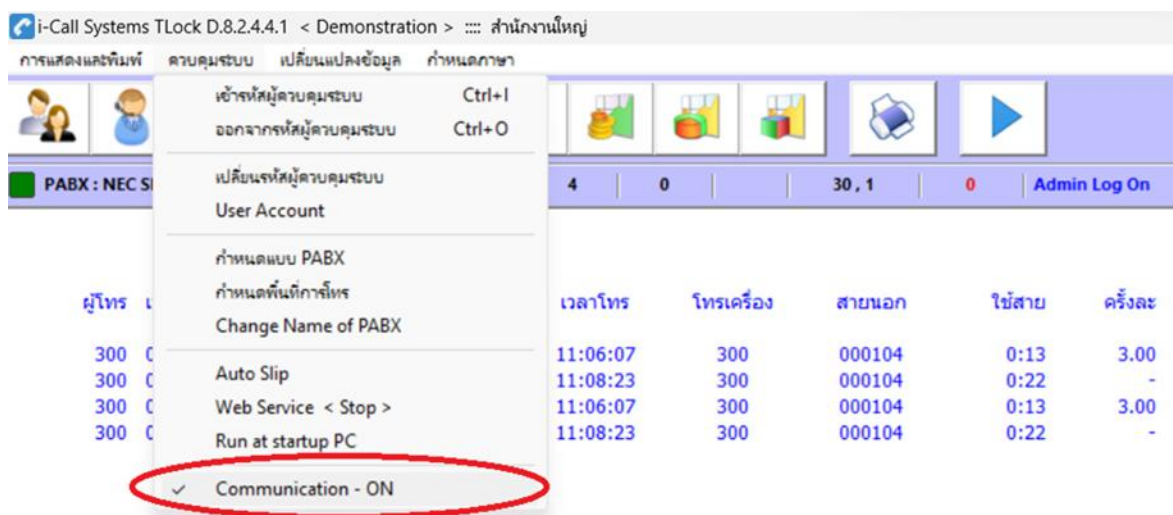 i-Call Systems TLock D.8.2.4.4.1 < Demonstration > :::: สำนักงานใหญ่
การแสดงและพิมพ์ ควบคุมระบบ เปลี่ยนแปลงข้อมูล กำหนดภาษา
เข้ารหัสผู้ควบคุมระบบ Ctrl+I
ออกจากรหัสผู้ควบคุมระบบ Ctrl+O
PABX : NEC 4 0 30 , 1 0 Admin Log On
เปลี่ยนรหัสผู้ควบคุมระบบ
User Account
กำหนดแบบ PABX
กำหนดพื้นที่การโทร
Change Name of PABX
ผู้โทร เวลาโทร โทรเครื่อง สายนอก ใช้สาย ครั้งละ
300 11:06:07 300 000104 0:13 3.00
300 11:08:23 300 000104 0:22 -
300 11:06:07 300 000104 0:13 3.00
300 11:08:23 300 000104 0:22 -
Auto Slip
Web Service < Stop >
Run at startup PC
Communication - ON